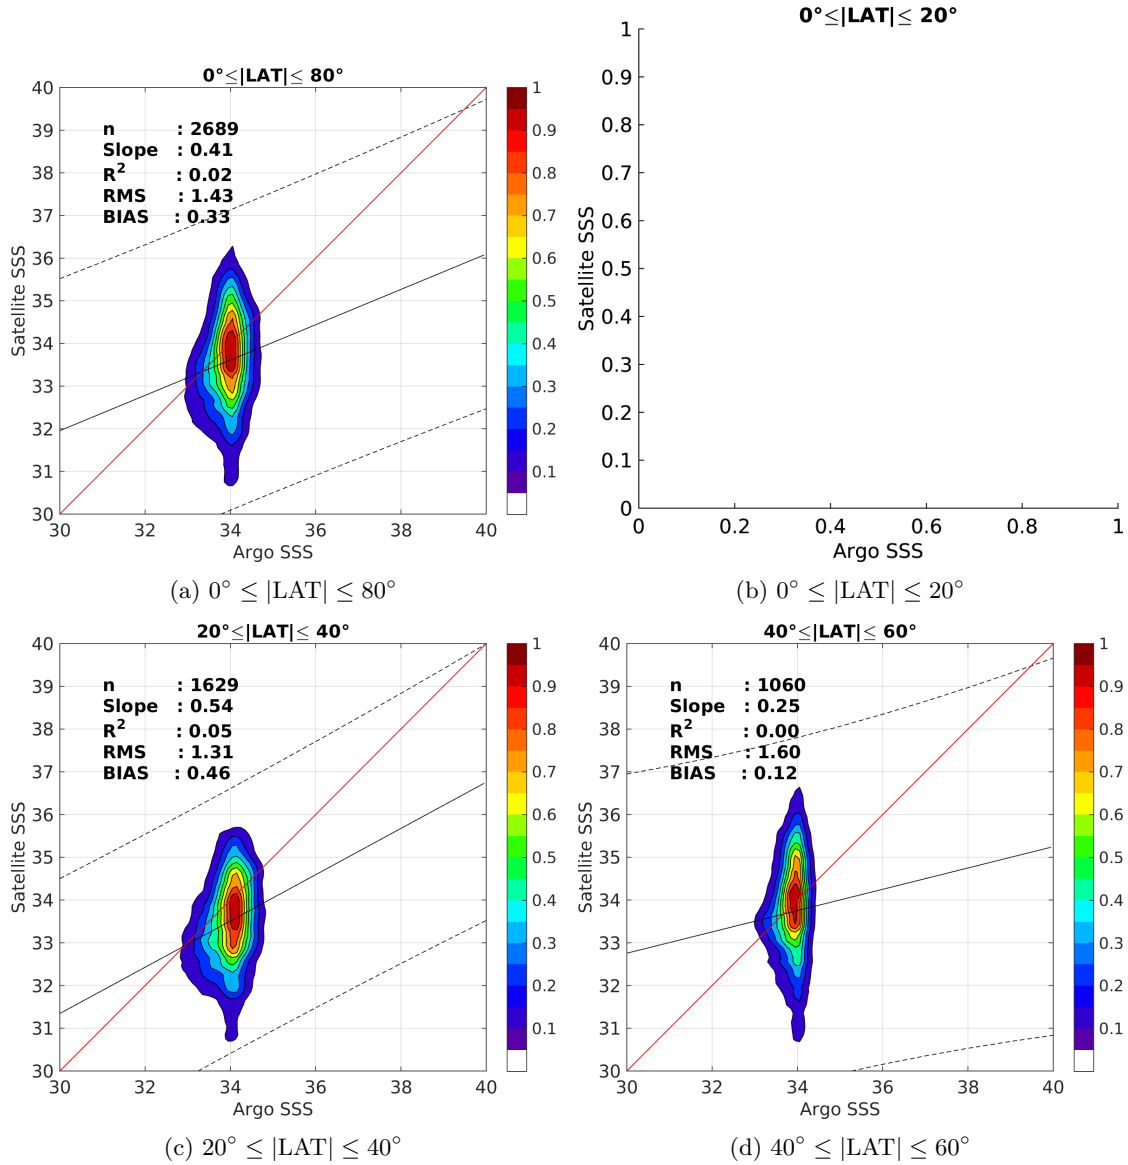 0°≤|LAT|≤ 80°
40
39
38
37
36
35
34
33
32
31
30
Satellite SSS
n : 2689
Slope : 0.41
R² : 0.02
RMS : 1.43
BIAS : 0.33
30 32 34 36 38 40
Argo SSS
1
0.9
0.8
0.7
0.6
0.5
0.4
0.3
0.2
0.1
(a) 0° ≤ |LAT| ≤ 80°
0°≤|LAT|≤ 20°
1
0.9
0.8
0.7
0.6
0.5
0.4
0.3
0.2
0.1
0
Satellite SSS
0 0.2 0.4 0.6 0.8 1
Argo SSS
(b) 0° ≤ |LAT| ≤ 20°
20°≤|LAT|≤ 40°
40
39
38
37
36
35
34
33
32
31
30
Satellite SSS
n : 1629
Slope : 0.54
R² : 0.05
RMS : 1.31
BIAS : 0.46
30 32 34 36 38 40
Argo SSS
1
0.9
0.8
0.7
0.6
0.5
0.4
0.3
0.2
0.1
(c) 20° ≤ |LAT| ≤ 40°
40°≤|LAT|≤ 60°
40
39
38
37
36
35
34
33
32
31
30
Satellite SSS
n : 1060
Slope : 0.25
R² : 0.00
RMS : 1.60
BIAS : 0.12
30 32 34 36 38 40
Argo SSS
1
0.9
0.8
0.7
0.6
0.5
0.4
0.3
0.2
0.1
(d) 40° ≤ |LAT| ≤ 60°